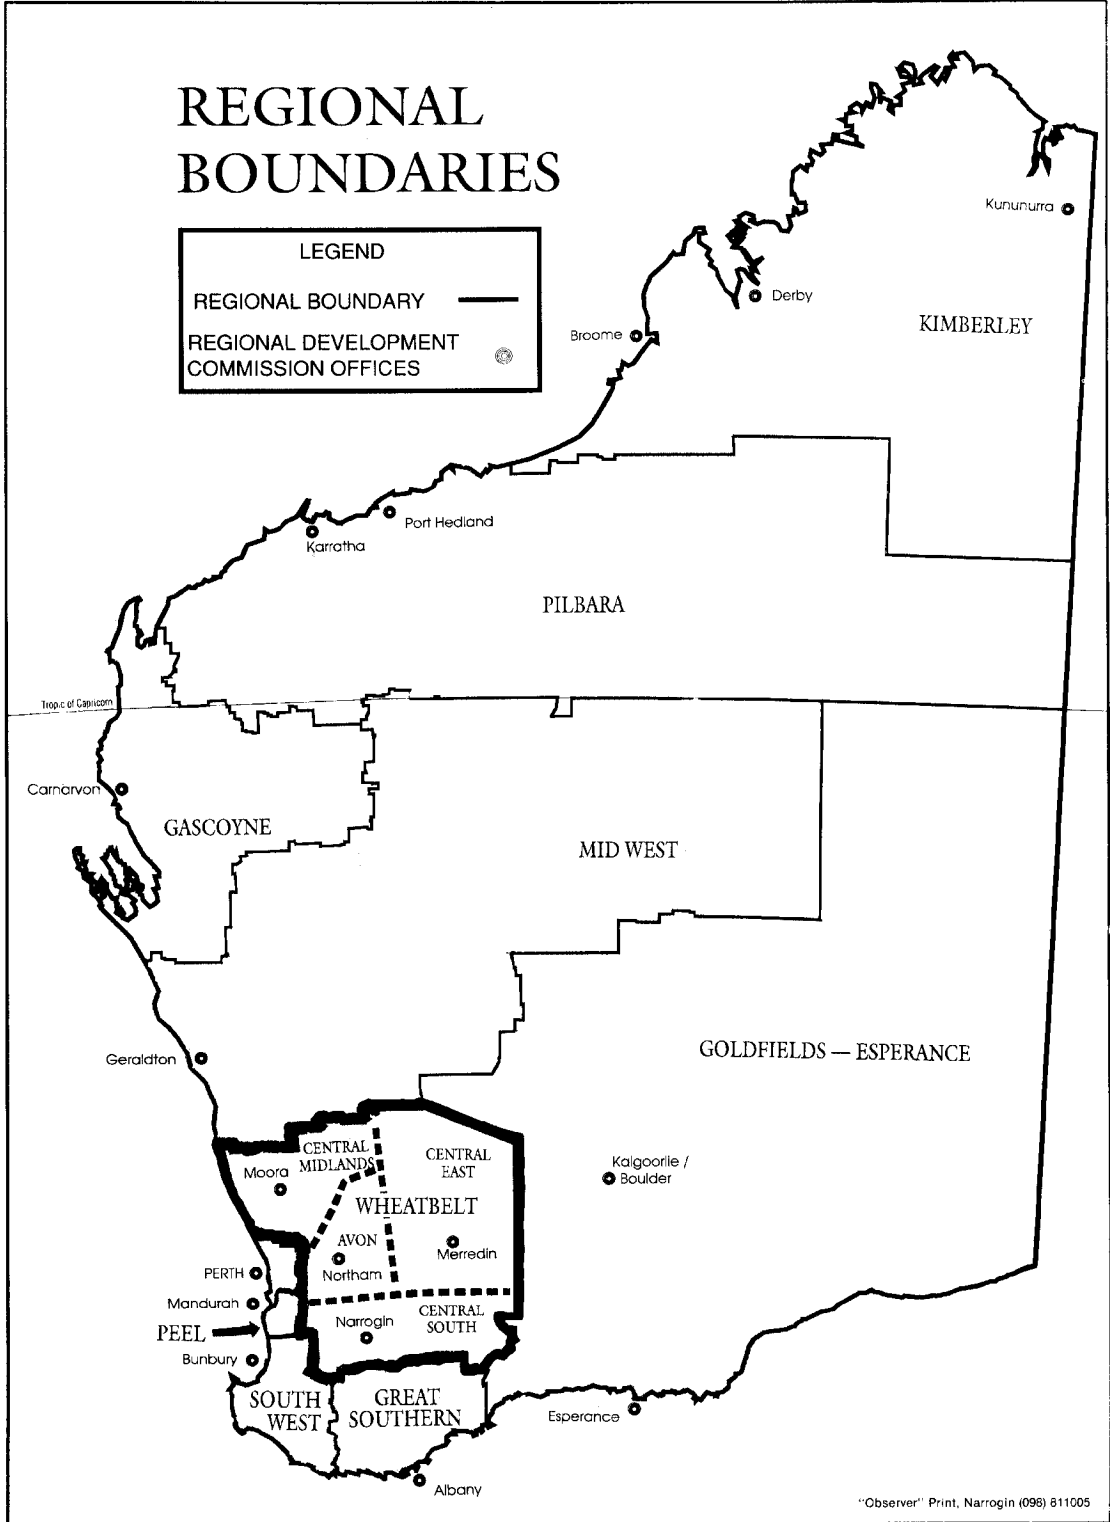 REGIONAL
BOUNDARIES
LEGEND
REGIONAL BOUNDARY
REGIONAL DEVELOPMENT
COMMISSION OFFICES
Kununurra
Derby
KIMBERLEY
Broome
Port Hedland
Karratha
PILBARA
Tropic of Capricorn
Carnarvon
GASCOYNE
MID WEST
Geraldton
GOLDFIELDS — ESPERANCE
CENTRAL
MIDLANDS
CENTRAL
EAST
Moora
Kalgoorlie /
Boulder
WHEATBELT
AVON
Merredin
Northam
PERTH
Mandurah
CENTRAL
SOUTH
Narrogin
PEEL
Bunbury
SOUTH
WEST
GREAT
SOUTHERN
Esperance
Albany
"Observer" Print, Narrogin (098) 811005